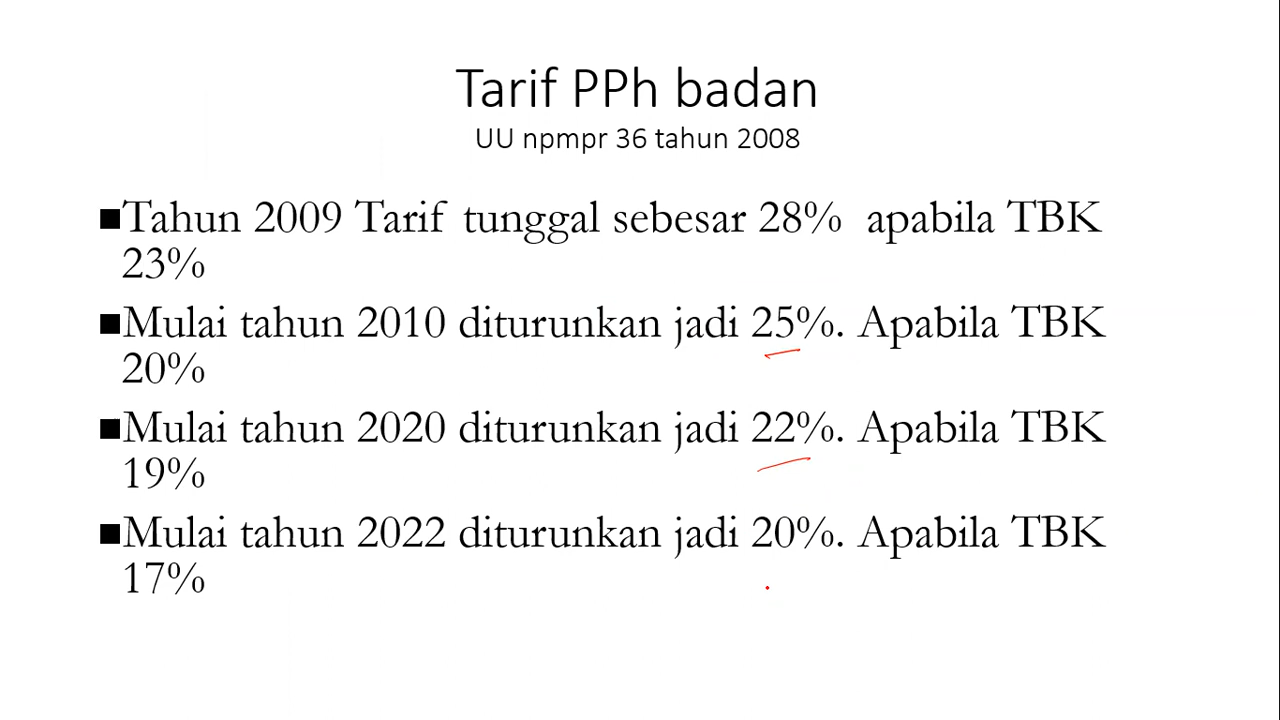 Tarif PPh badan
UU npmpr 36 tahun 2008
■Tahun 2009 Tarif tunggal sebesar 28% apabila TBK
23%
■Mulai tahun 2010 diturunkan jadi 25%. Apabila TBK
20%
■Mulai tahun 2020 diturunkan jadi 22%. Apabila TBK
19%
■Mulai tahun 2022 diturunkan jadi 20%. Apabila TBK
17%